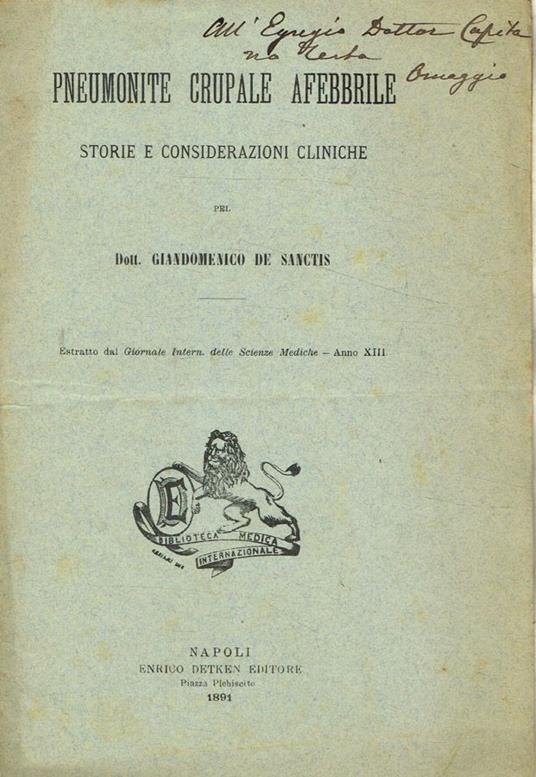 All' Egregio Dottor Capita
no Testa
Omaggio
PNEUMONITE CRUPALE AFEBBRILE
STORIE E CONSIDERAZIONI CLINICHE
PEL
Dott. GIANDOMENICO DE SANCTIS
Estratto dal Giornale Intern. delle Scienze Mediche – Anno XIII
E
BIBLIOTECA MEDICA
INTERNAZIONALE
NAPOLI
ENRICO DETKEN EDITORE
Piazza Plebiscito
1891